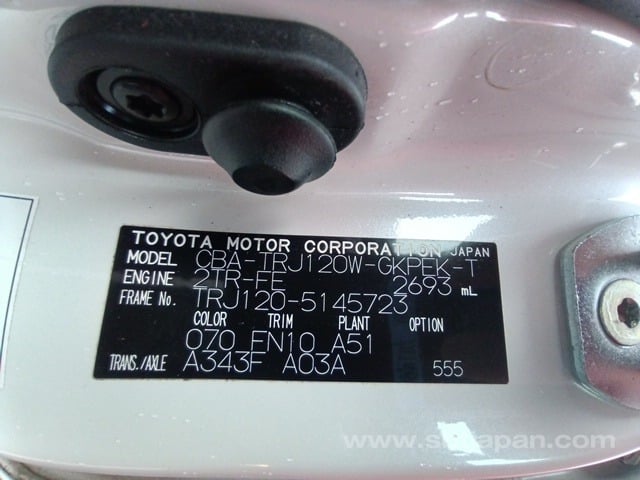 TOYOTA MOTOR CORPORATION JAPAN
MODEL CBA-TRJ120W-GKPEK-T
ENGINE 2TR-FE 2693 mL
FRAME No. TRJ120-5145723
COLOR TRIM PLANT OPTION
070 FN10 A51
TRANS./AXLE A343F A03A 555